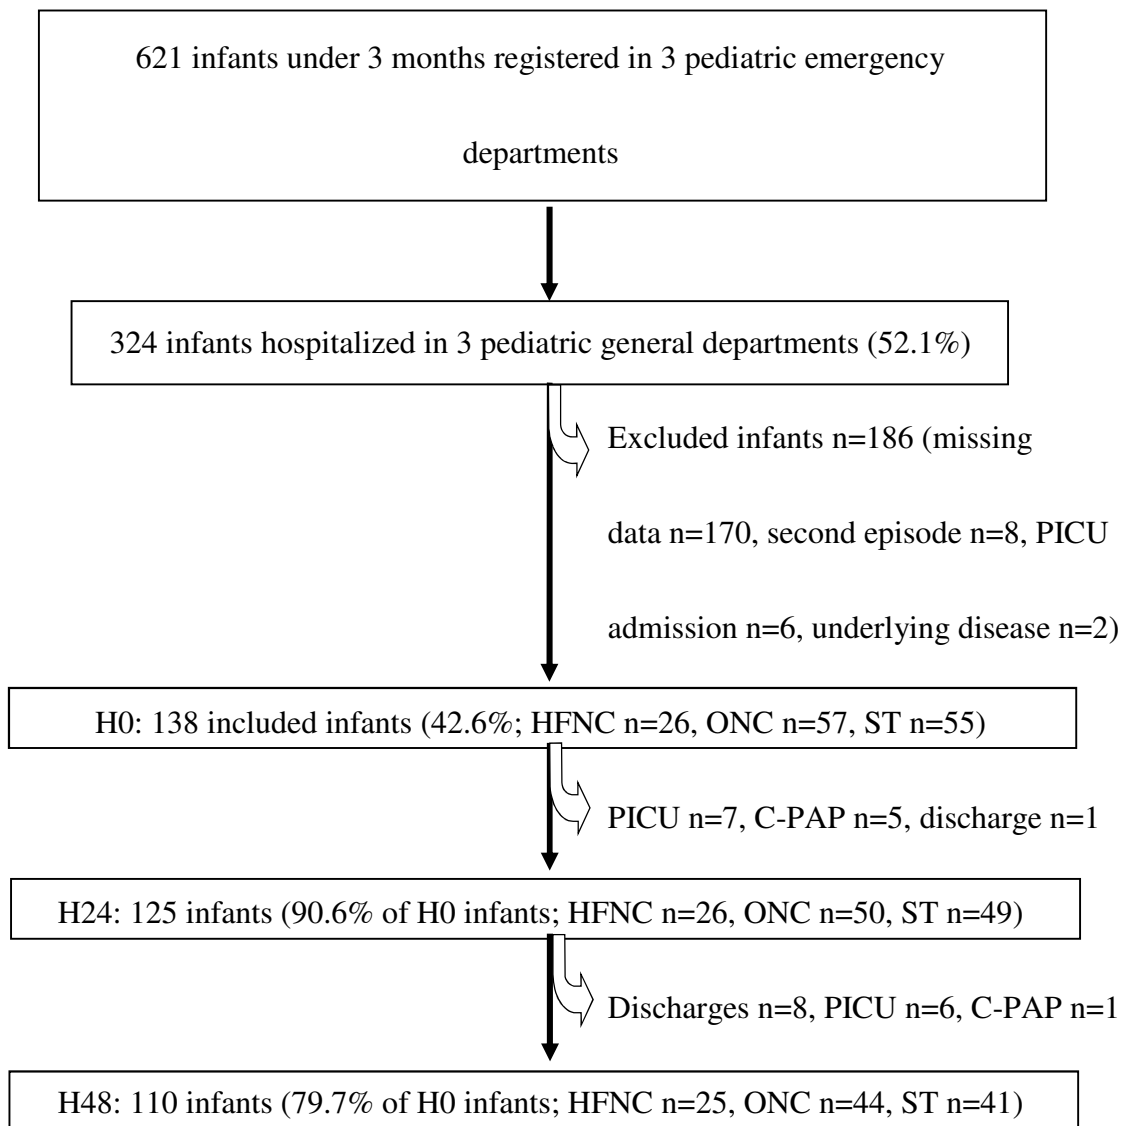 621 infants under 3 months registered in 3 pediatric emergency
departments
324 infants hospitalized in 3 pediatric general departments (52.1%)
Excluded infants n=186 (missing
data n=170, second episode n=8, PICU
admission n=6, underlying disease n=2)
H0: 138 included infants (42.6%; HFNC n=26, ONC n=57, ST n=55)
PICU n=7, C-PAP n=5, discharge n=1
H24: 125 infants (90.6% of H0 infants; HFNC n=26, ONC n=50, ST n=49)
Discharges n=8, PICU n=6, C-PAP n=1
H48: 110 infants (79.7% of H0 infants; HFNC n=25, ONC n=44, ST n=41)